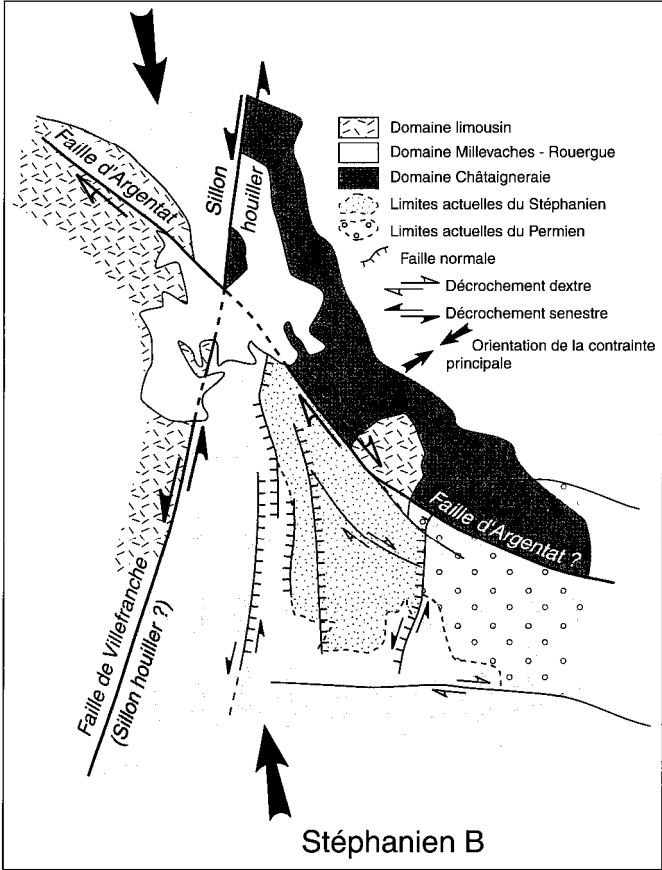 Faille d'Argentat
Sillon
houiller
Domaine limousin
Domaine Millevaches - Rouergue
Domaine Châtaigneraie
Limites actuelles du Stéphanien
Limites actuelles du Permien
Faille normale
Décrochement dextre
Décrochement senestre
Orientation de la contrainte
principale
Faille d'Argentat ?
Faille de Villefranche
(Sillon houiller ?)
Stéphanien B